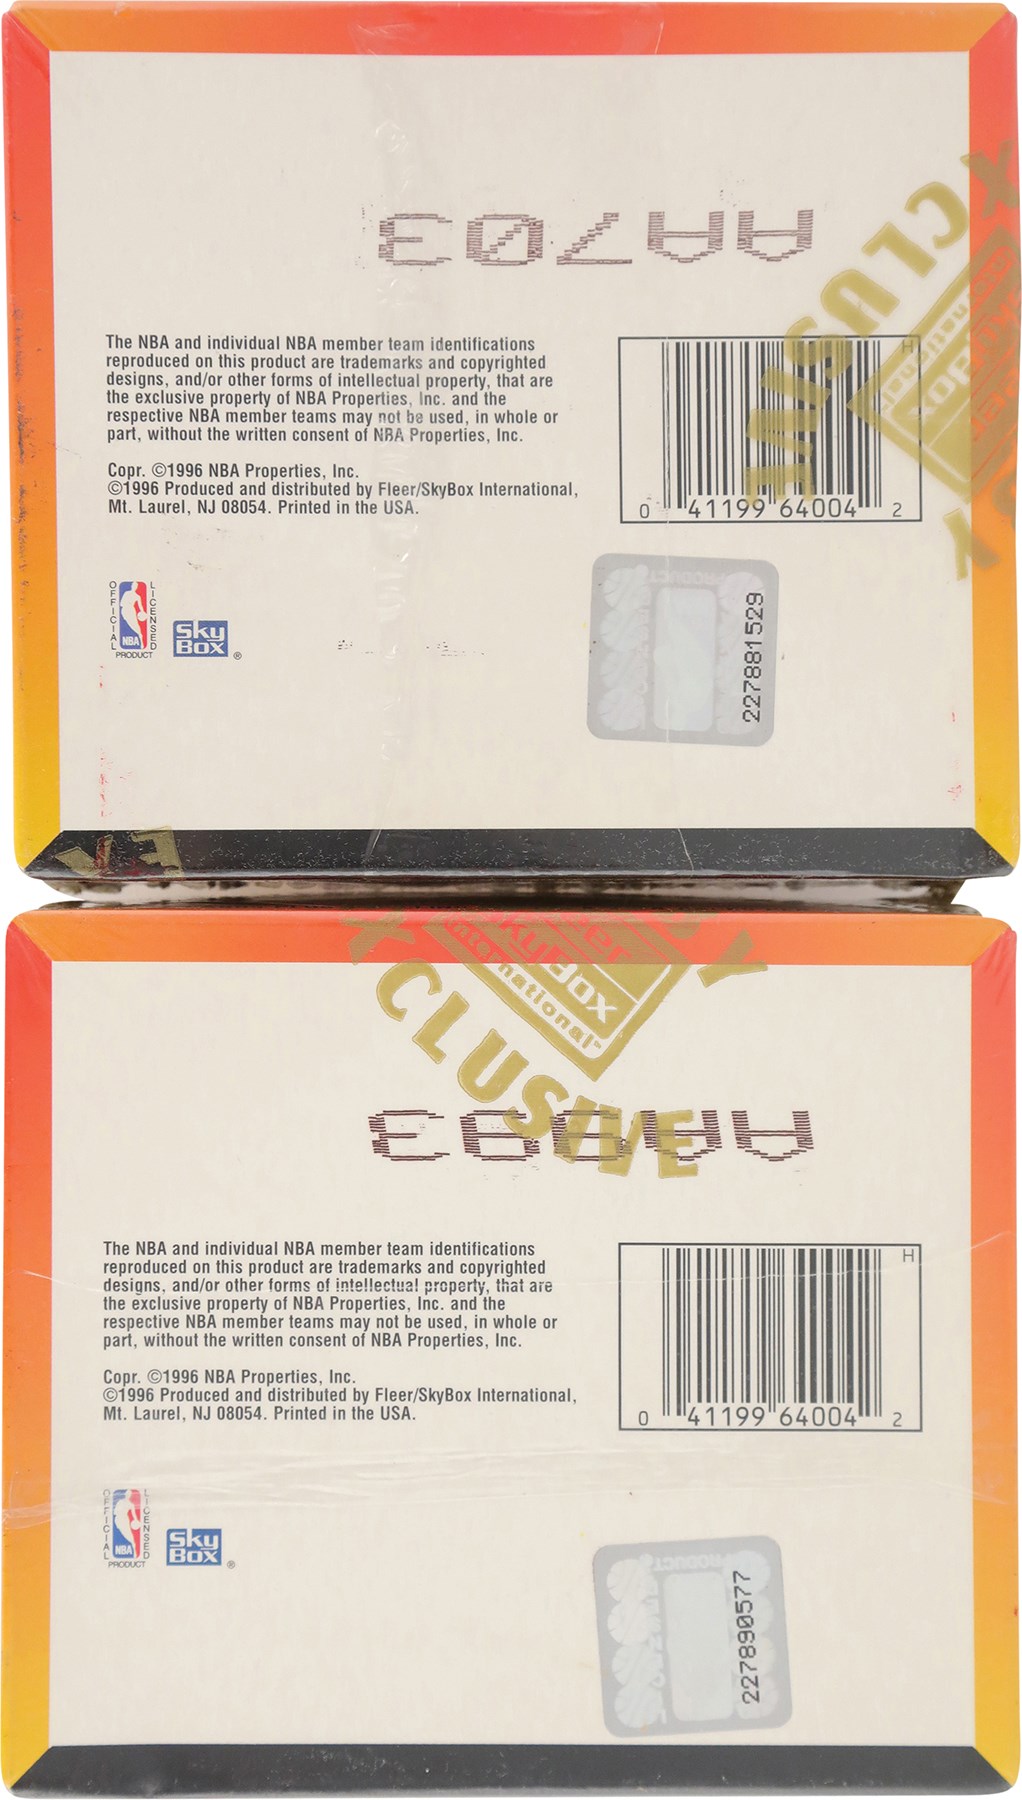 AA703
XCLUSIVE
The NBA and individual NBA member team identifications
reproduced on this product are trademarks and copyrighted
designs, and/or other forms of intellectual property, that are
the exclusive property of NBA Properties, Inc. and the
respective NBA member teams may not be used, in whole or
part, without the written consent of NBA Properties, Inc.
Copr. ©1996 NBA Properties, Inc.
©1996 Produced and distributed by Fleer/SkyBox International,
Mt. Laurel, NJ 08054. Printed in the USA.
H
0 41199 64004 2
OFFICIAL LICENSED
NBA
PRODUCT
SkyBox®
PRODUCT
227881529
SkyBox
International™
XCLUSIVE
The NBA and individual NBA member team identifications
reproduced on this product are trademarks and copyrighted
designs, and/or other forms of intellectual property, that are
the exclusive property of NBA Properties, Inc. and the
respective NBA member teams may not be used, in whole or
part, without the written consent of NBA Properties, Inc.
Copr. ©1996 NBA Properties, Inc.
©1996 Produced and distributed by Fleer/SkyBox International,
Mt. Laurel, NJ 08054. Printed in the USA.
H
0 41199 64004 2
OFFICIAL LICENSED
NBA
PRODUCT
SkyBox®
PRODUCT
227890577